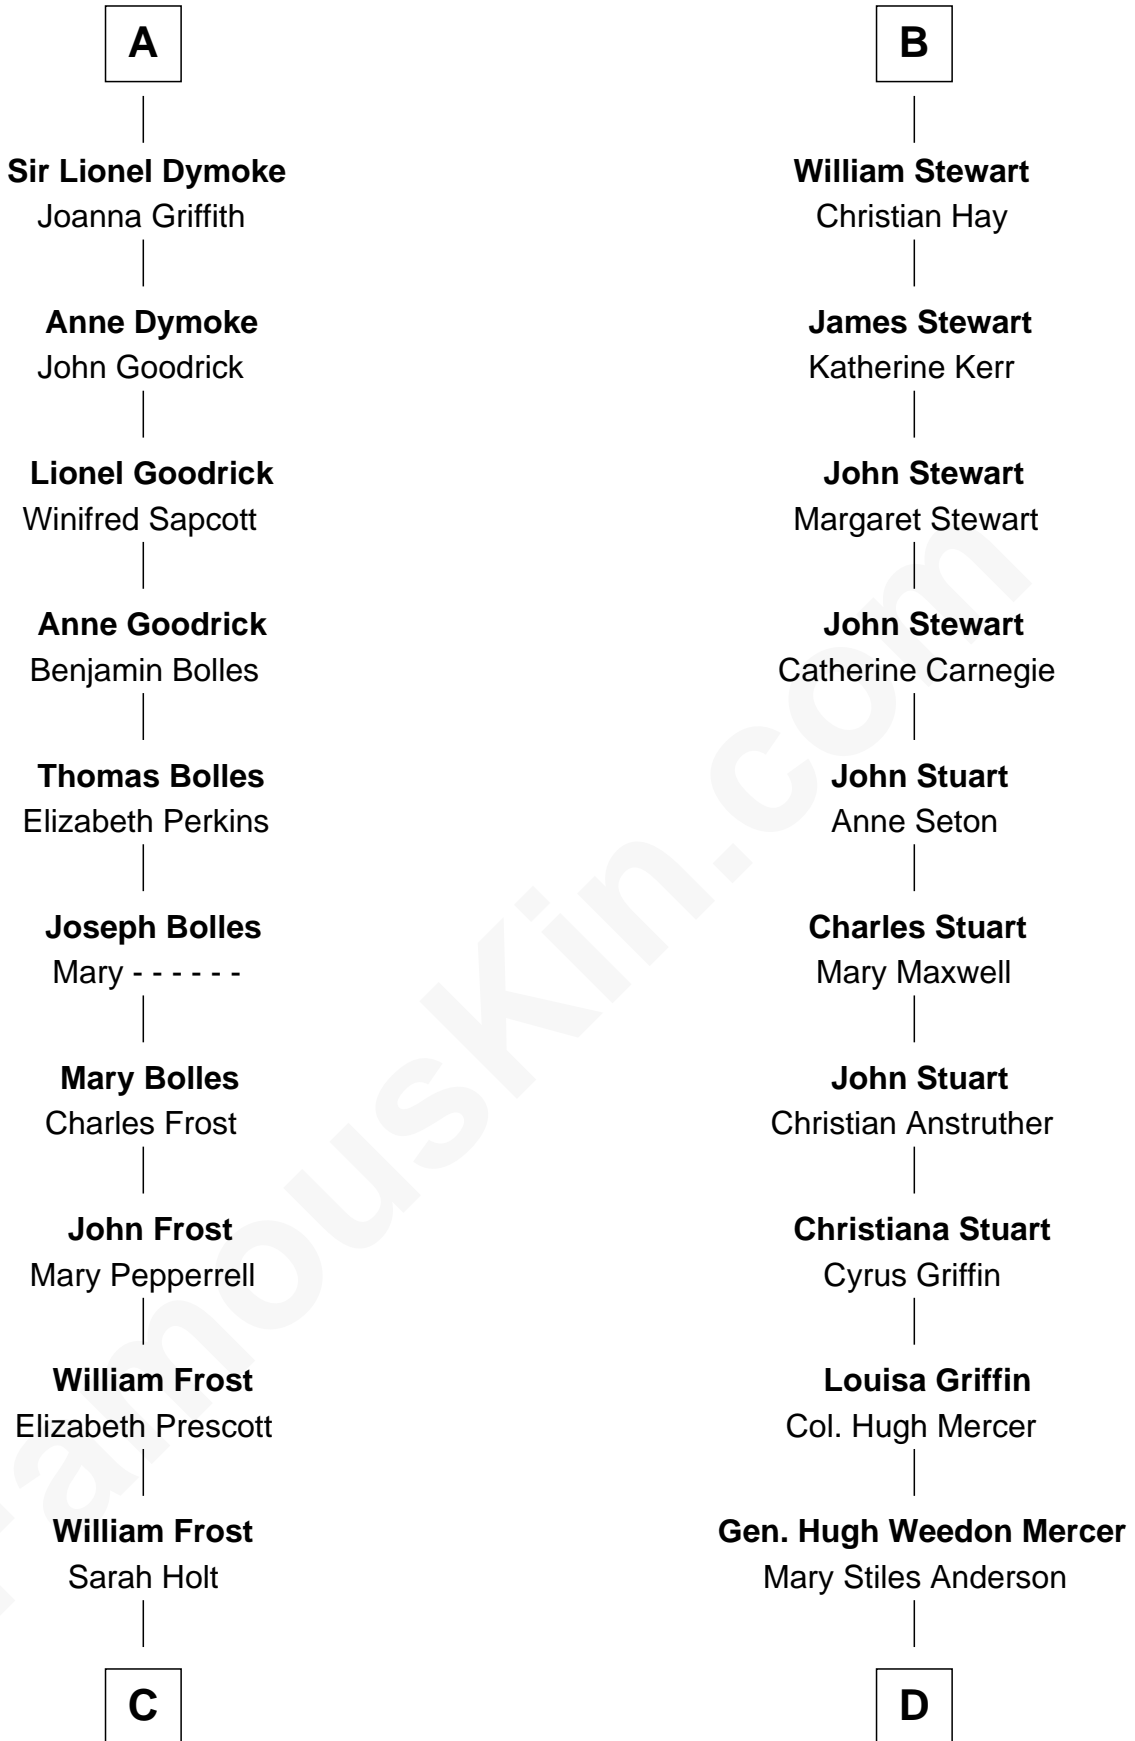 A
Sir Lionel Dymoke
Joanna Griffith
Anne Dymoke
John Goodrick
Lionel Goodrick
Winifred Sapcott
Anne Goodrick
Benjamin Bolles
Thomas Bolles
Elizabeth Perkins
Joseph Bolles
Mary - - - - - -
Mary Bolles
Charles Frost
John Frost
Mary Pepperrell
William Frost
Elizabeth Prescott
William Frost
Sarah Holt
C
B
William Stewart
Christian Hay
James Stewart
Katherine Kerr
John Stewart
Margaret Stewart
John Stewart
Catherine Carnegie
John Stuart
Anne Seton
Charles Stuart
Mary Maxwell
John Stuart
Christian Anstruther
Christiana Stuart
Cyrus Griffin
Louisa Griffin
Col. Hugh Mercer
Gen. Hugh Weedon Mercer
Mary Stiles Anderson
D
FamousKin.com